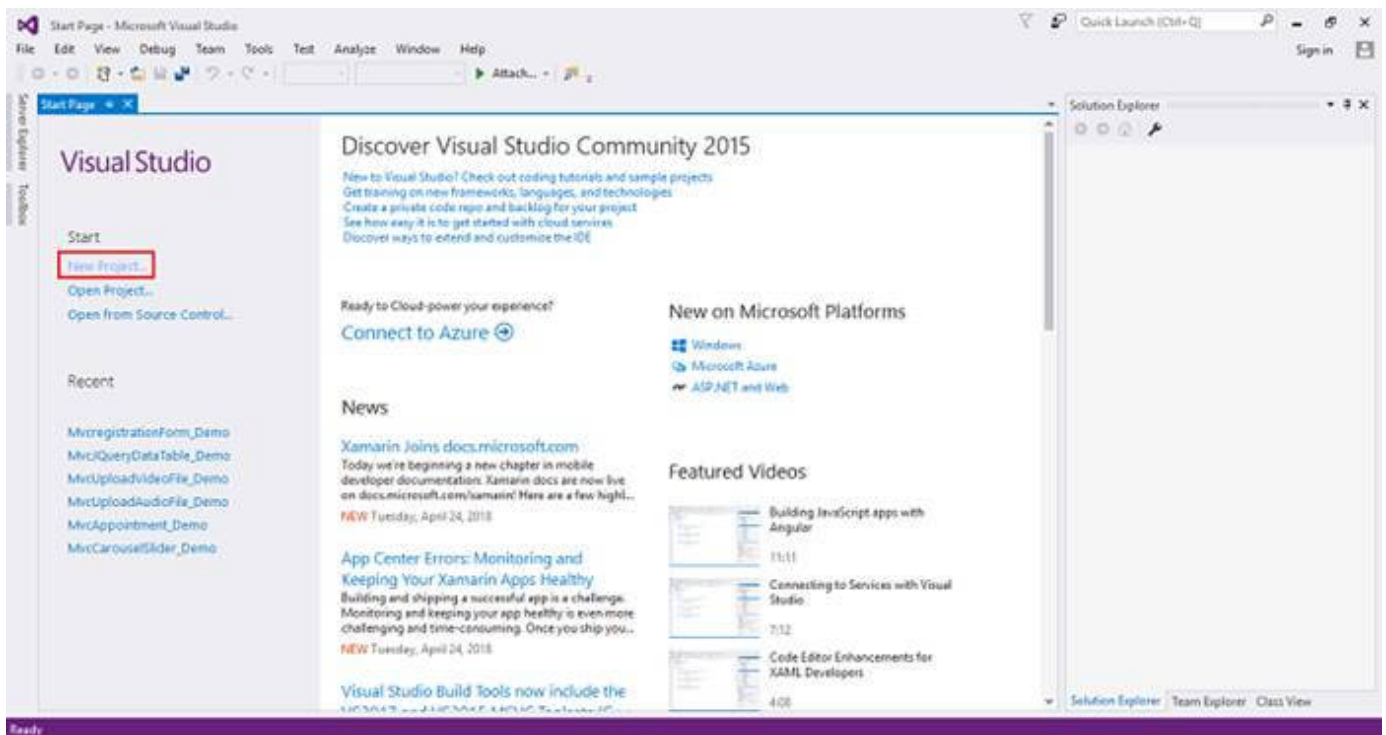 Start Page - Microsoft Visual Studio
Quick Launch (Ctrl+Q)
File Edit View Debug Team Tools Test Analyze Window Help
Sign in
Attach...
Server Explorer
Toolbox
Start Page
Solution Explorer
Visual Studio
Start
New Project...
Open Project...
Open from Source Control...
Recent
MvcregistrationForm_Demo
MvcJQueryDataTable_Demo
MvcUploadVideoFile_Demo
MvcUploadAudioFile_Demo
MvcAppointment_Demo
MvcCarouselSlider_Demo
Discover Visual Studio Community 2015
New to Visual Studio? Check out coding tutorials and sample projects
Get training on new frameworks, languages, and technologies
Create a private code repo and backlog for your project
See how easy it is to get started with cloud services
Discover ways to extend and customize the IDE
Ready to Cloud-power your experience?
Connect to Azure
News
Xamarin Joins docs.microsoft.com
Today we're beginning a new chapter in mobile
developer documentation. Xamarin docs are now live
on docs.microsoft.com/xamarin! Here are a few highl...
NEW Tuesday, April 24, 2018
App Center Errors: Monitoring and
Keeping Your Xamarin Apps Healthy
Building and shipping a successful app is a challenge.
Monitoring and keeping your app healthy is even more
challenging and time-consuming. Once you ship you...
NEW Tuesday, April 24, 2018
Visual Studio Build Tools now include the
New on Microsoft Platforms
Windows
Microsoft Azure
ASP.NET and Web
Featured Videos
Building JavaScript apps with
Angular
11:11
Connecting to Services with Visual
Studio
7:12
Code Editor Enhancements for
XAML Developers
4:08
Solution Explorer Team Explorer Class View
Ready